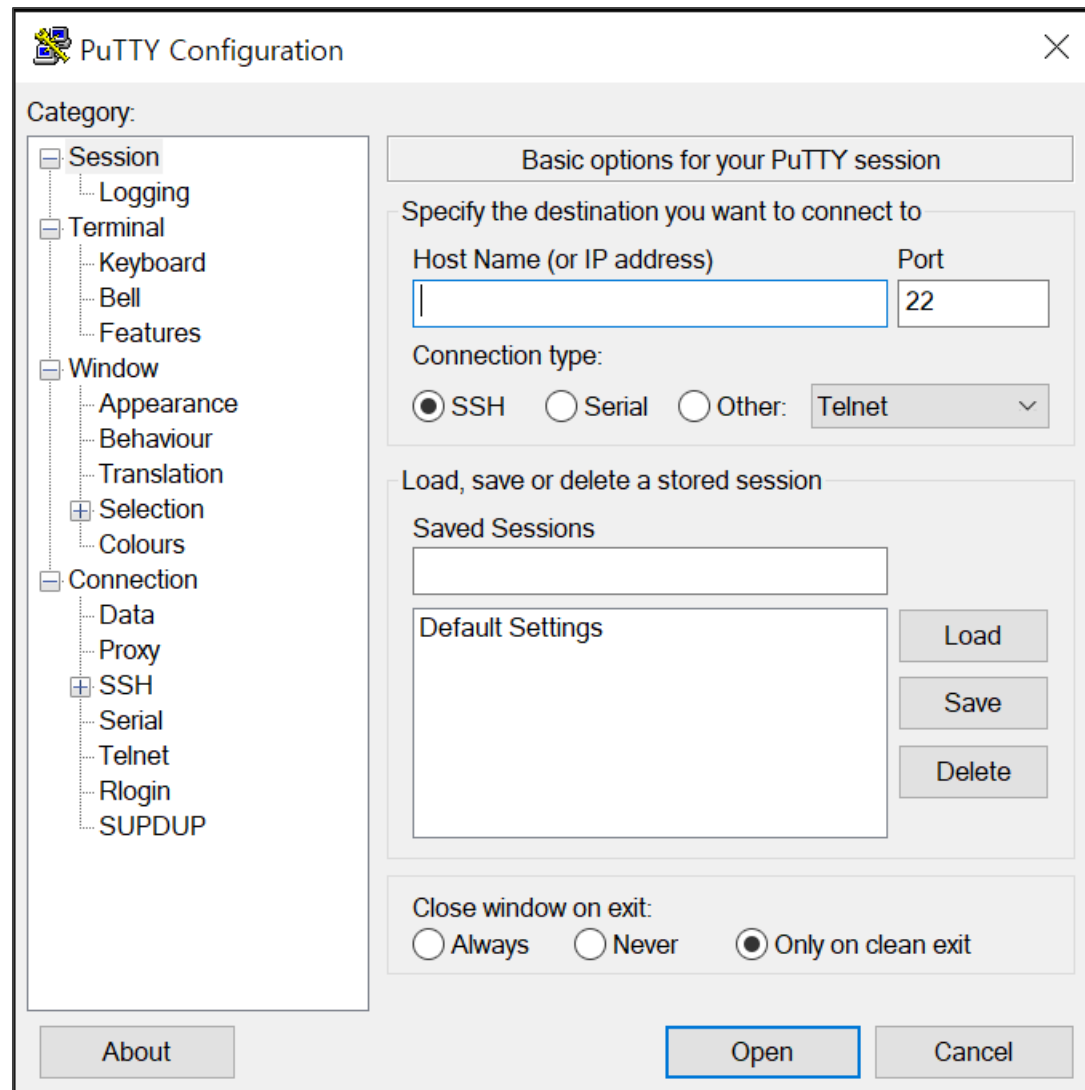 PuTTY Configuration
Category:
Session
Logging
Terminal
Keyboard
Bell
Features
Window
Appearance
Behaviour
Translation
Selection
Colours
Connection
Data
Proxy
SSH
Serial
Telnet
Rlogin
SUPDUP
Basic options for your PuTTY session
Specify the destination you want to connect to
Host Name (or IP address) Port
22
Connection type:
SSH Serial Other: Telnet
Load, save or delete a stored session
Saved Sessions
Default Settings
Load
Save
Delete
Close window on exit:
Always Never Only on clean exit
About Open Cancel